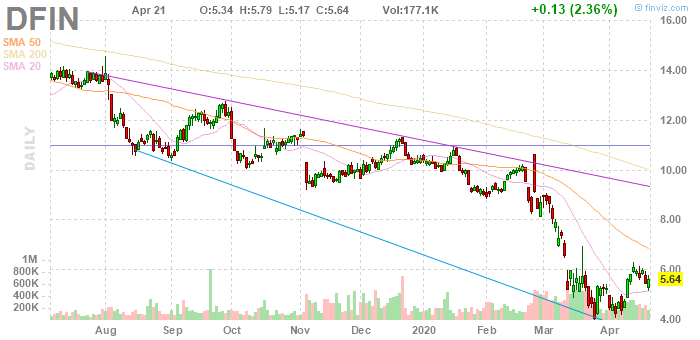 DFIN Apr 21 O:5.34 H:5.79 L:5.17 C:5.64 Vol:177.1K +0.13 (2.36%)
© finviz.com
SMA 50
SMA 200
SMA 20
DAILY
16.00
14.00
12.00
10.00
8.00
6.00
5.64
4.00
1M
800K
600K
400K
200K
Aug Sep Oct Nov Dec 2020 Feb Mar Apr